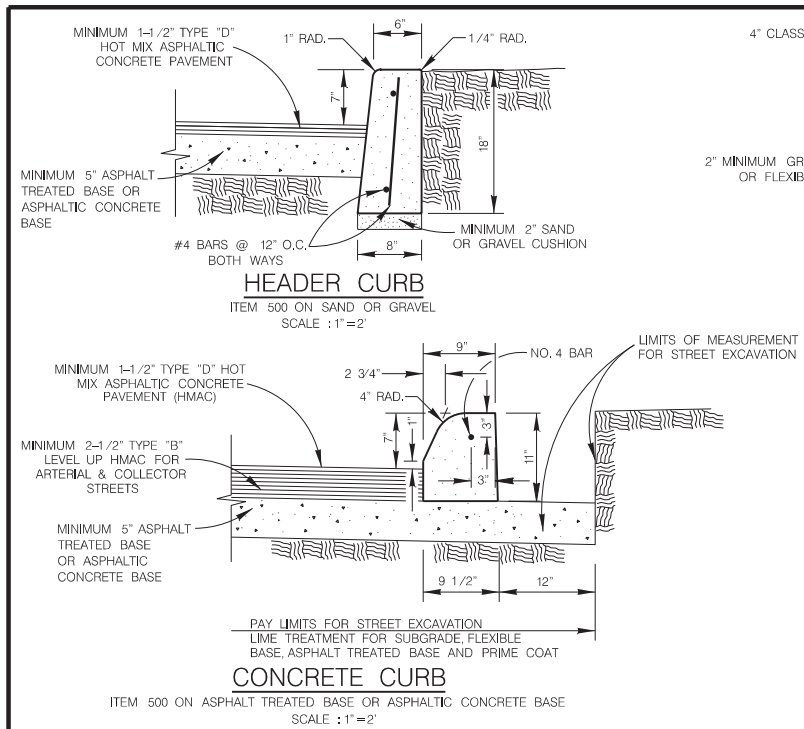 MINIMUM 1-1/2" TYPE "D"
HOT MIX ASPHALTIC
CONCRETE PAVEMENT
1" RAD.
6"
1/4" RAD.
4" CLASS
7"
18"
MINIMUM 5" ASPHALT
TREATED BASE OR
ASPHALTIC CONCRETE
BASE
2" MINIMUM GR
OR FLEXIB
#4 BARS @ 12" O.C.
BOTH WAYS
8"
MINIMUM 2" SAND
OR GRAVEL CUSHION
HEADER CURB
ITEM 500 ON SAND OR GRAVEL
SCALE : 1"=2'
MINIMUM 1-1/2" TYPE "D" HOT
MIX ASPHALTIC CONCRETE
PAVEMENT (HMAC)
9"
NO. 4 BAR
LIMITS OF MEASUREMENT
FOR STREET EXCAVATION
2 3/4"
4" RAD.
7"
1"
3"
11"
3"
MINIMUM 2-1/2" TYPE "B"
LEVEL UP HMAC FOR
ARTERIAL & COLLECTOR
STREETS
MINIMUM 5" ASPHALT
TREATED BASE
OR ASPHALTIC
CONCRETE BASE
9 1/2"
12"
PAY LIMITS FOR STREET EXCAVATION
LIME TREATMENT FOR SUBGRADE, FLEXIBLE
BASE, ASPHALT TREATED BASE AND PRIME COAT
CONCRETE CURB
ITEM 500 ON ASPHALT TREATED BASE OR ASPHALTIC CONCRETE BASE
SCALE : 1"=2'